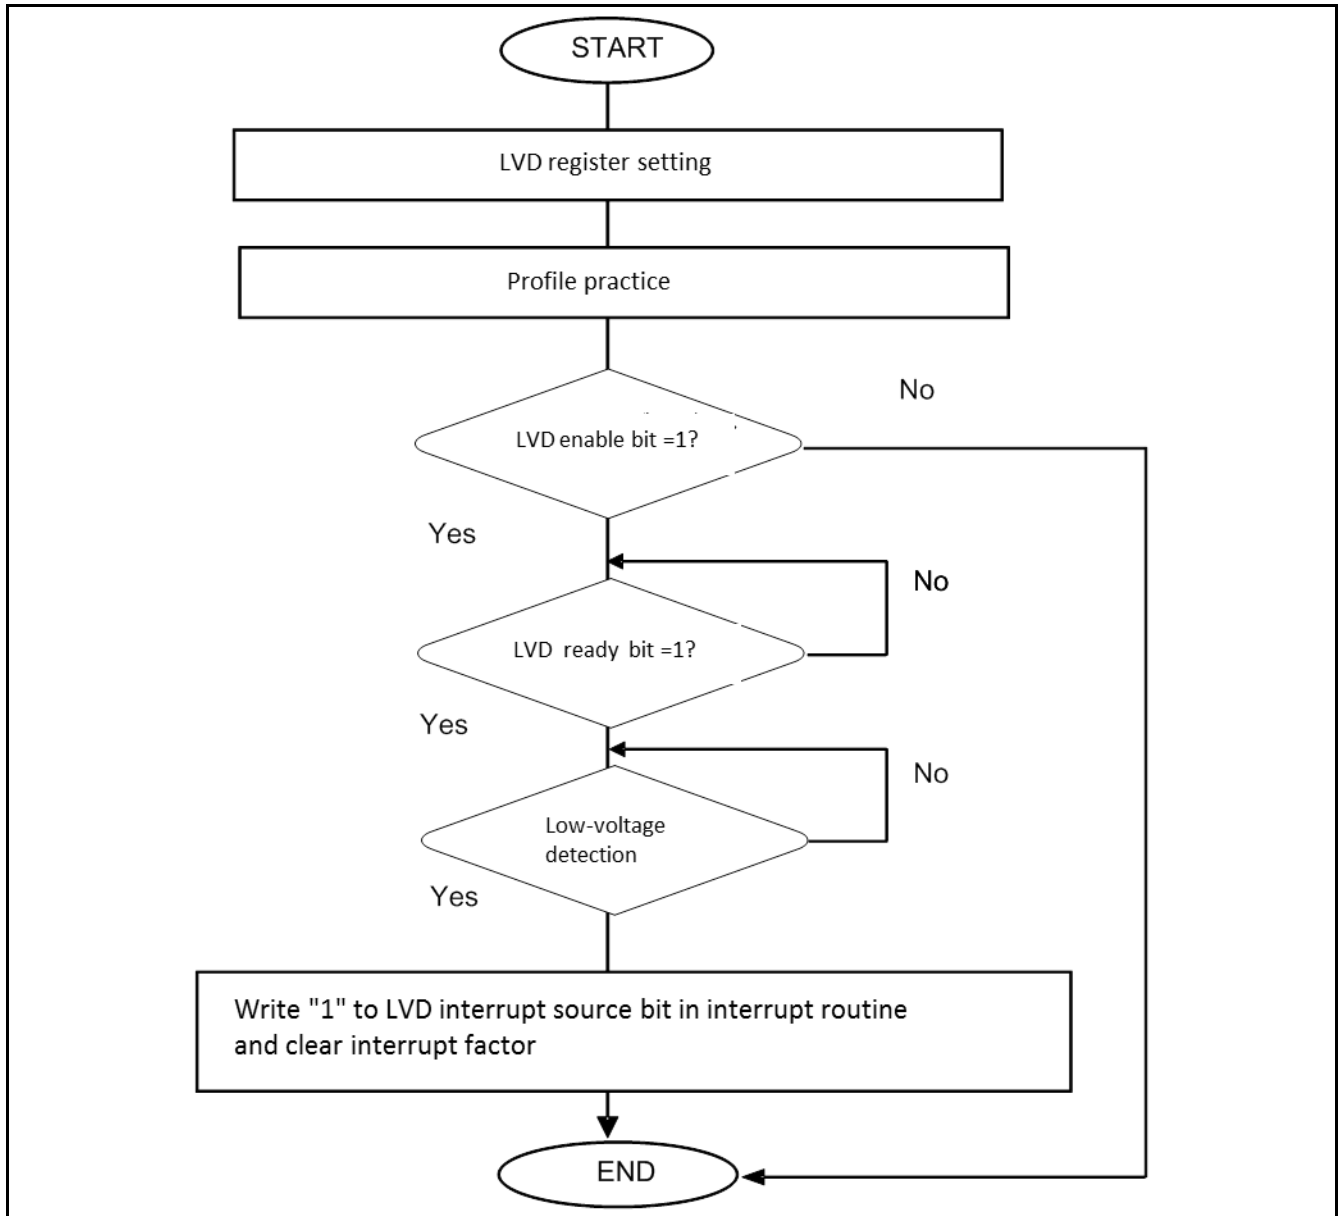 START
LVD register setting
Profile practice
No
LVD enable bit =1?
Yes
No
LVD ready bit =1?
Yes
No
Low-voltage
detection
Yes
Write "1" to LVD interrupt source bit in interrupt routine
and clear interrupt factor
END